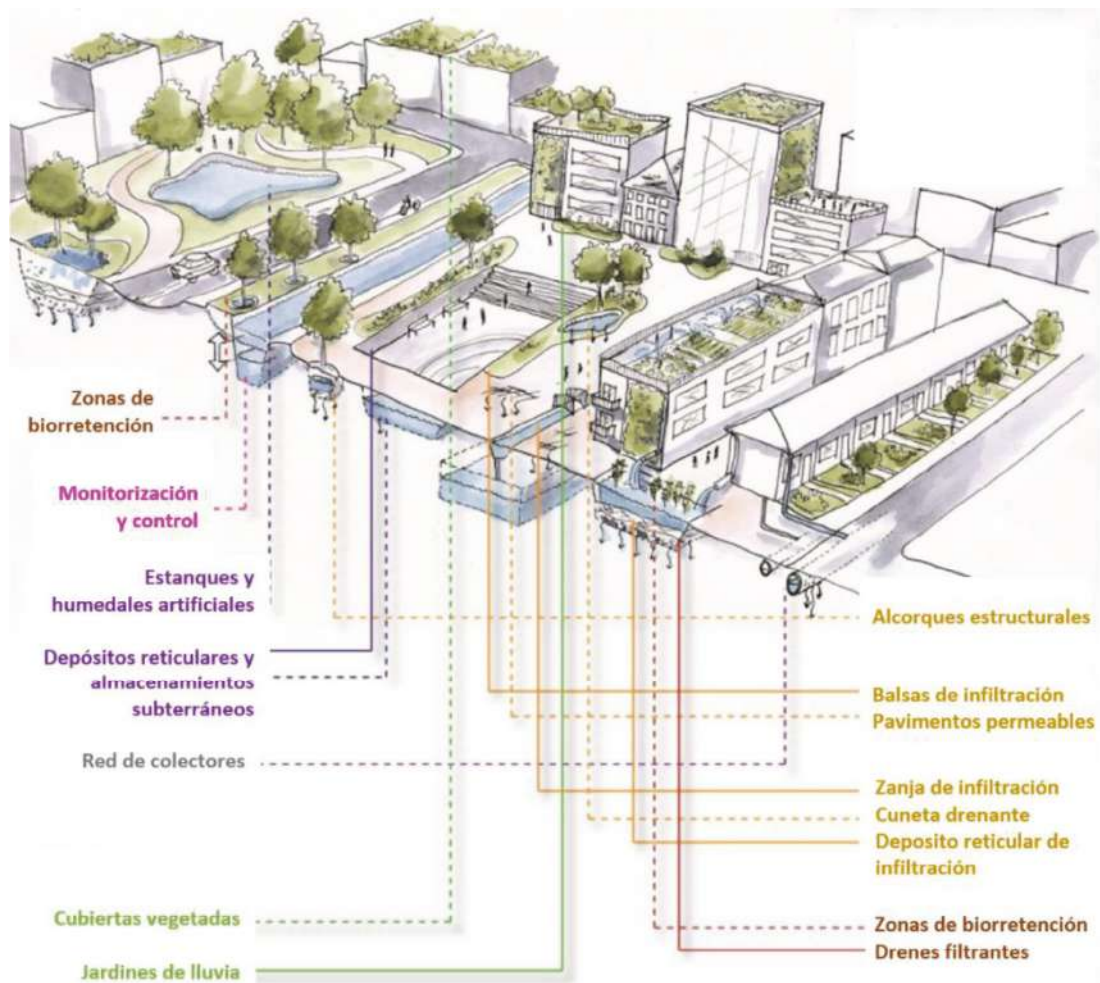 Zonas de
biorretención
Monitorización
y control
Estanques y
humedales artificiales
Depósitos reticulares y
almacenamientos
subterráneos
Red de colectores
Cubiertas vegetadas
Jardines de lluvia
Alcorques estructurales
Balsas de infiltración
Pavimentos permeables
Zanja de infiltración
Cuneta drenante
Deposito reticular de
infiltración
Zonas de biorretención
Drenes filtrantes